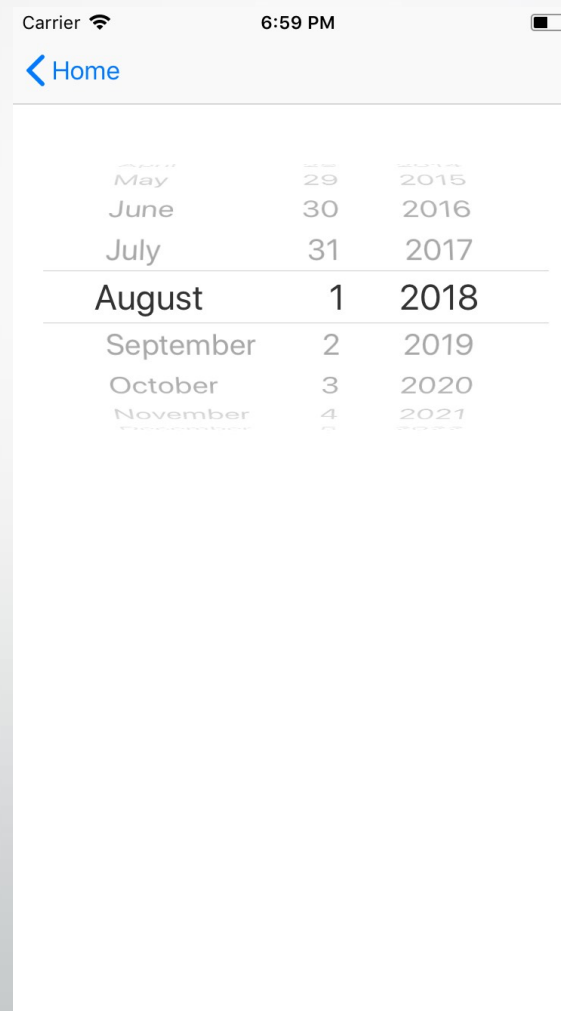 Carrier 6:59 PM
Home
May 29 2015
June 30 2016
July 31 2017
August 1 2018
September 2 2019
October 3 2020
November 4 2021